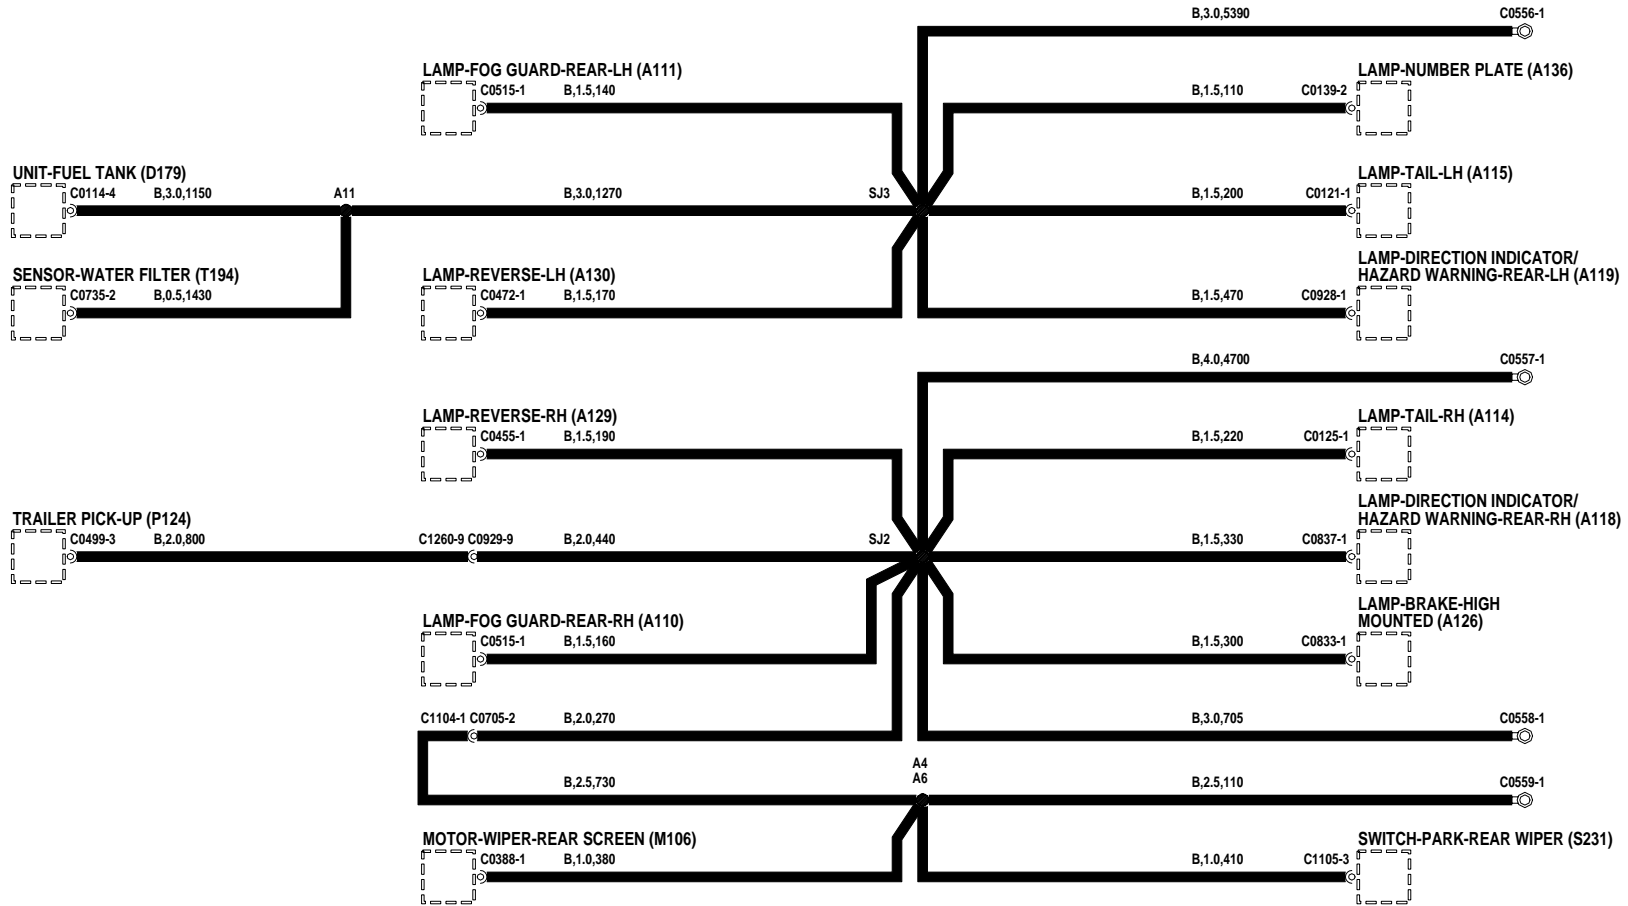 B,3.0,5390 C0556-1
LAMP-FOG GUARD-REAR-LH (A111) LAMP-NUMBER PLATE (A136)
C0515-1 B,1.5,140 B,1.5,110 C0139-2
UNIT-FUEL TANK (D179) LAMP-TAIL-LH (A115)
C0114-4 B,3.0,1150 A11 B,3.0,1270 SJ3 B,1.5,200 C0121-1
LAMP-DIRECTION INDICATOR/
SENSOR-WATER FILTER (T194) LAMP-REVERSE-LH (A130) HAZARD WARNING-REAR-LH (A119)
C0735-2 B,0.5,1430 C0472-1 B,1.5,170 B,1.5,470 C0928-1
B,4.0,4700 C0557-1
LAMP-REVERSE-RH (A129) LAMP-TAIL-RH (A114)
C0455-1 B,1.5,190 B,1.5,220 C0125-1
LAMP-DIRECTION INDICATOR/
TRAILER PICK-UP (P124) HAZARD WARNING-REAR-RH (A118)
C0499-3 B,2.0,800 C1260-9 C0929-9 B,2.0,440 SJ2 B,1.5,330 C0837-1
LAMP-BRAKE-HIGH
LAMP-FOG GUARD-REAR-RH (A110) MOUNTED (A126)
C0515-1 B,1.5,160 B,1.5,300 C0833-1
C1104-1 C0705-2 B,2.0,270 B,3.0,705 C0558-1
A4
A6
B,2.5,730 B,2.5,110 C0559-1
MOTOR-WIPER-REAR SCREEN (M106) SWITCH-PARK-REAR WIPER (S231)
C0388-1 B,1.0,380 B,1.0,410 C1105-3